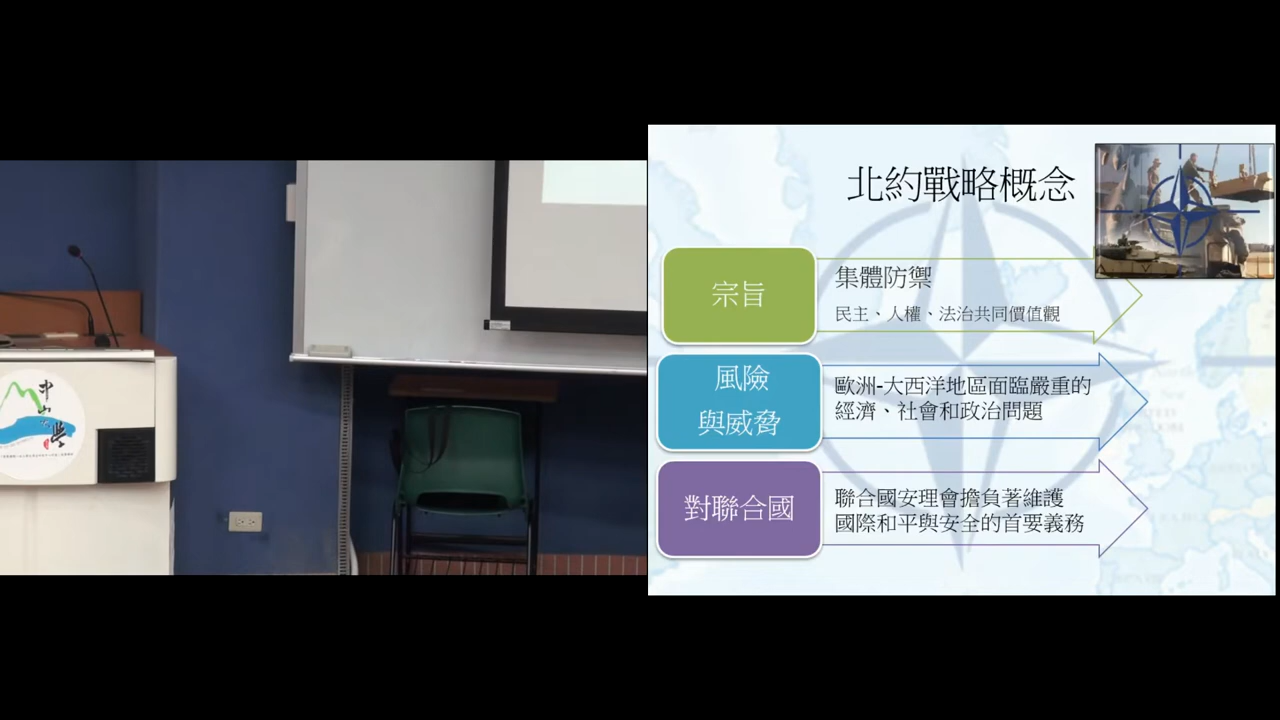 中山學
北約戰略概念
宗旨
集體防禦
民主、人權、法治共同價值觀
風險
與威脅
歐洲-大西洋地區面臨嚴重的
經濟、社會和政治問題
對聯合國
聯合國安理會擔負著維護
國際和平與安全的首要義務